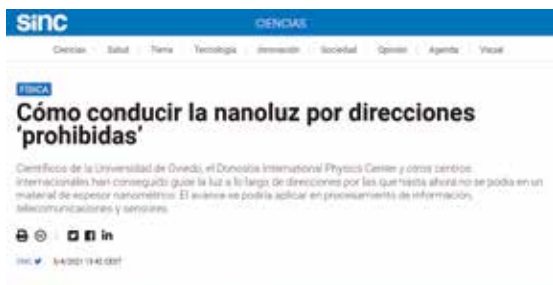 sinc
CIENCIAS
Ciencias Salud Tierra Tecnología Innovación Sociedad Opinión Agenda Visual
FÍSICA
Cómo conducir la nanoluz por direcciones
‘prohibidas’
Científicos de la Universidad de Oviedo, el Donostia International Physics Center y otros centros
internacionales han conseguido guiar la luz a lo largo de direcciones por las que hasta ahora no se podía en un
material de espesor nanométrico. El avance se podría aplicar en procesamiento de información,
telecomunicaciones y sensores.
SINC